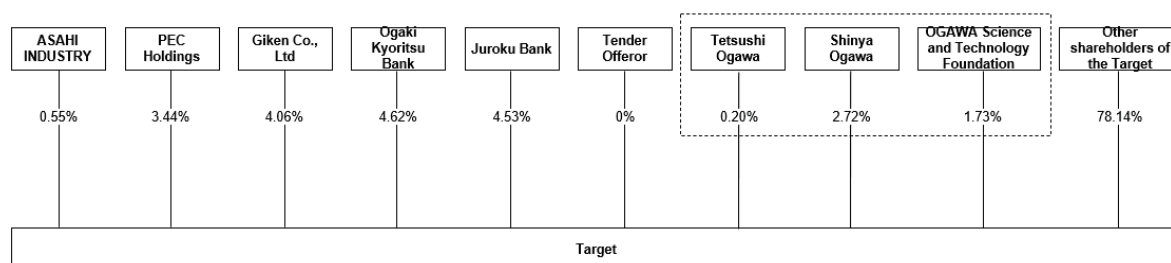 ASAHI
INDUSTRY
PEC
Holdings
Giken Co.,
Ltd
Ogaki
Kyoritsu
Bank
Juroku Bank
Tender
Offeror
Tetsushi
Ogawa
Shinya
Ogawa
OGAWA Science
and Technology
Foundation
Other
shareholders of
the Target
0.55%
3.44%
4.06%
4.62%
4.53%
0%
0.20%
2.72%
1.73%
78.14%
Target